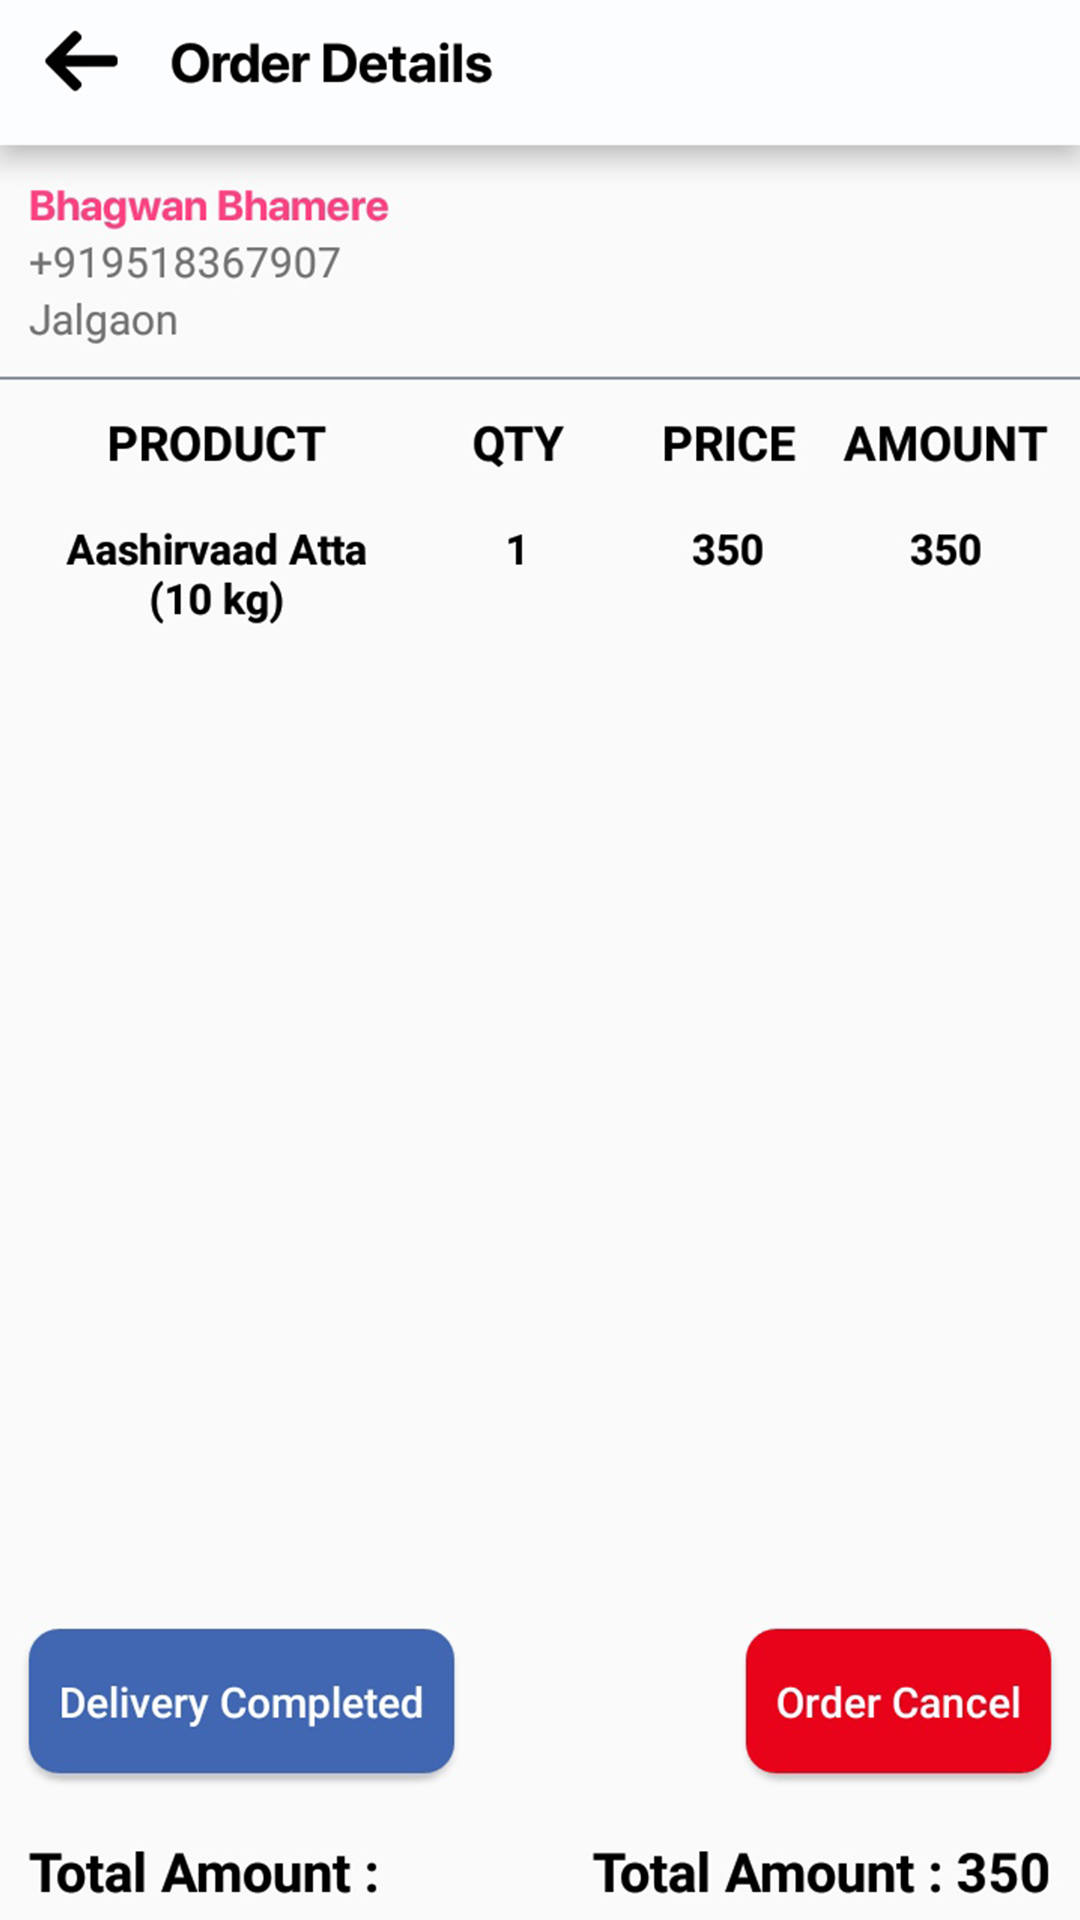 Order Details
Bhagwan Bhamere
+919518367907
Jalgaon
PRODUCT QTY PRICE AMOUNT
Aashirvaad Atta 1 350 350
(10 kg)
Delivery Completed Order Cancel
Total Amount : Total Amount : 350